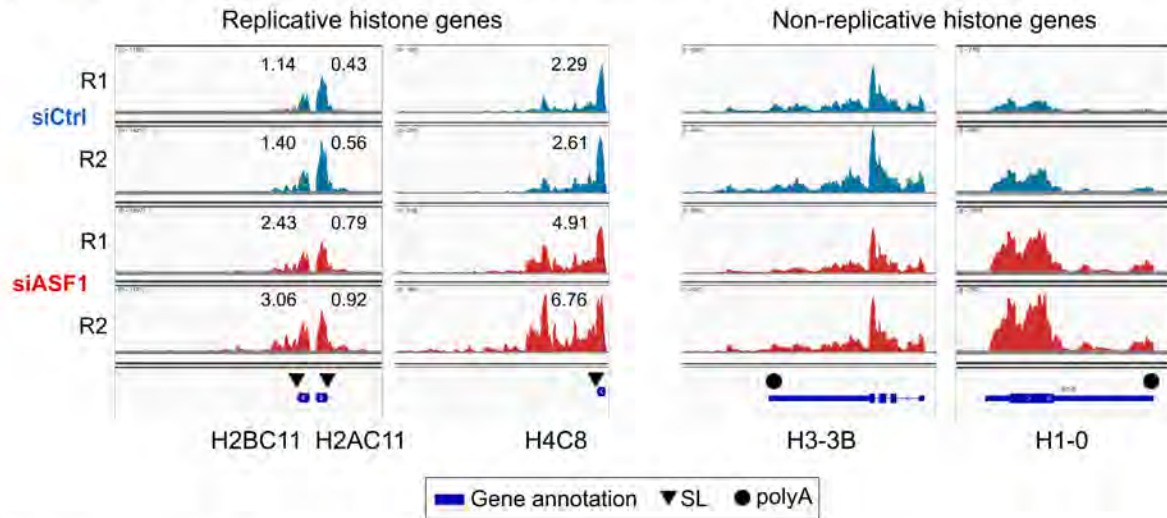 Replicative histone genes
Non-replicative histone genes
R1
siCtrl
R2
R1
siASF1
R2
1.14 0.43
2.29
1.40 0.56
2.61
2.43 0.79
4.91
3.06 0.92
6.76
H2BC11 H2AC11
H4C8
H3-3B
H1-0
Gene annotation SL polyA